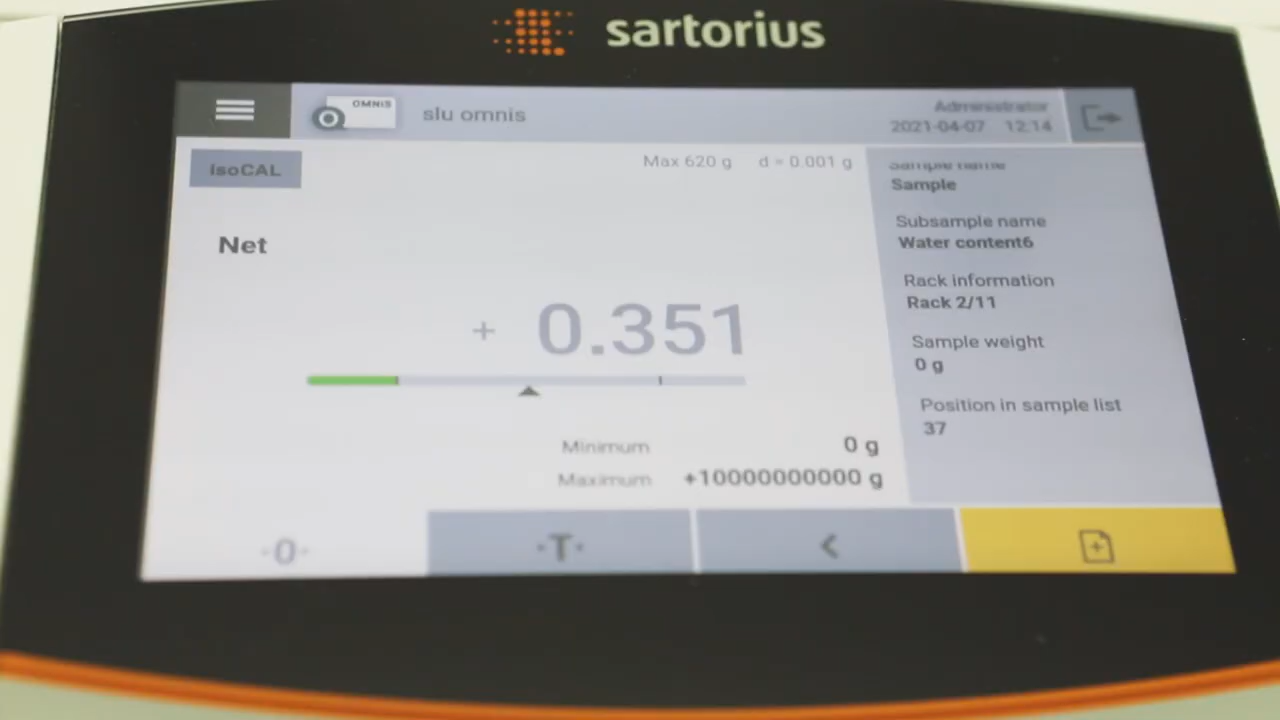 sartorius
OMNIS
slu omnis
Administrator
2021-04-07 12:14
IsoCAL
Max 620 g d = 0.001 g
Net
+ 0.351
Minimum 0 g
Maximum +10000000000 g
Sample name
Sample
Subsample name
Water content6
Rack information
Rack 2/11
Sample weight
0 g
Position in sample list
37
·0·
·T·